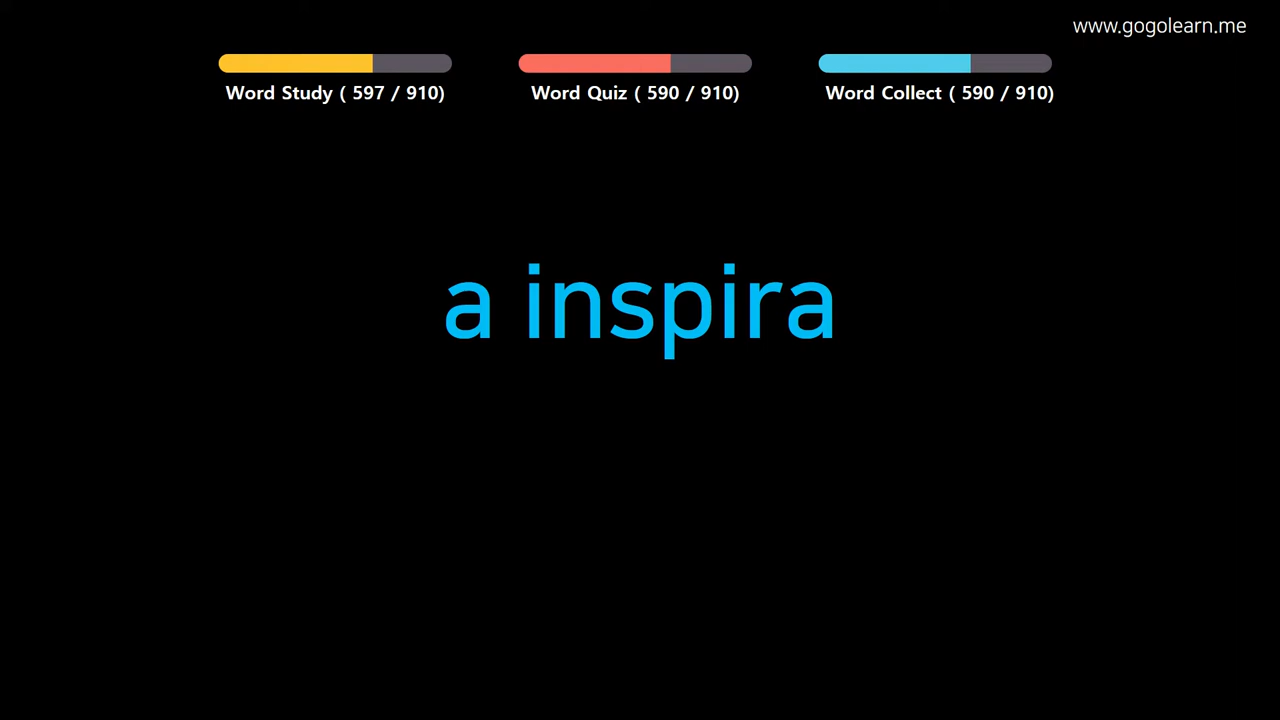 www.gogolearn.me
Word Study ( 597 / 910)
Word Quiz ( 590 / 910)
Word Collect ( 590 / 910)
a inspira